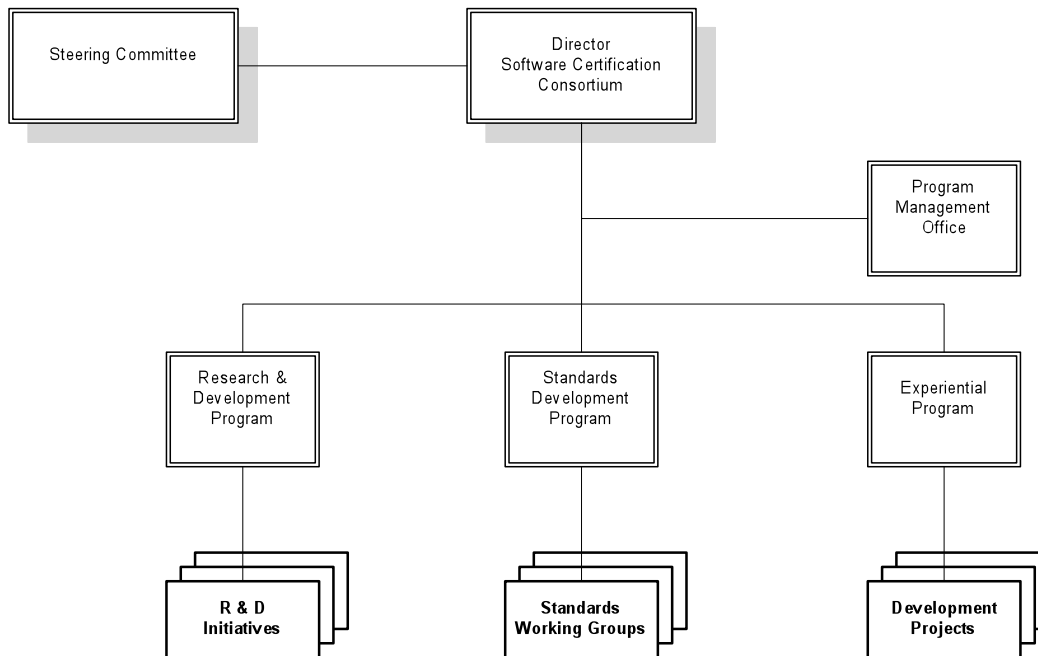 Steering Committee
Director
Software Certification
Consortium
Program
Management
Office
Research &
Development
Program
Standards
Development
Program
Experiential
Program
R & D
Initiatives
Standards
Working Groups
Development
Projects